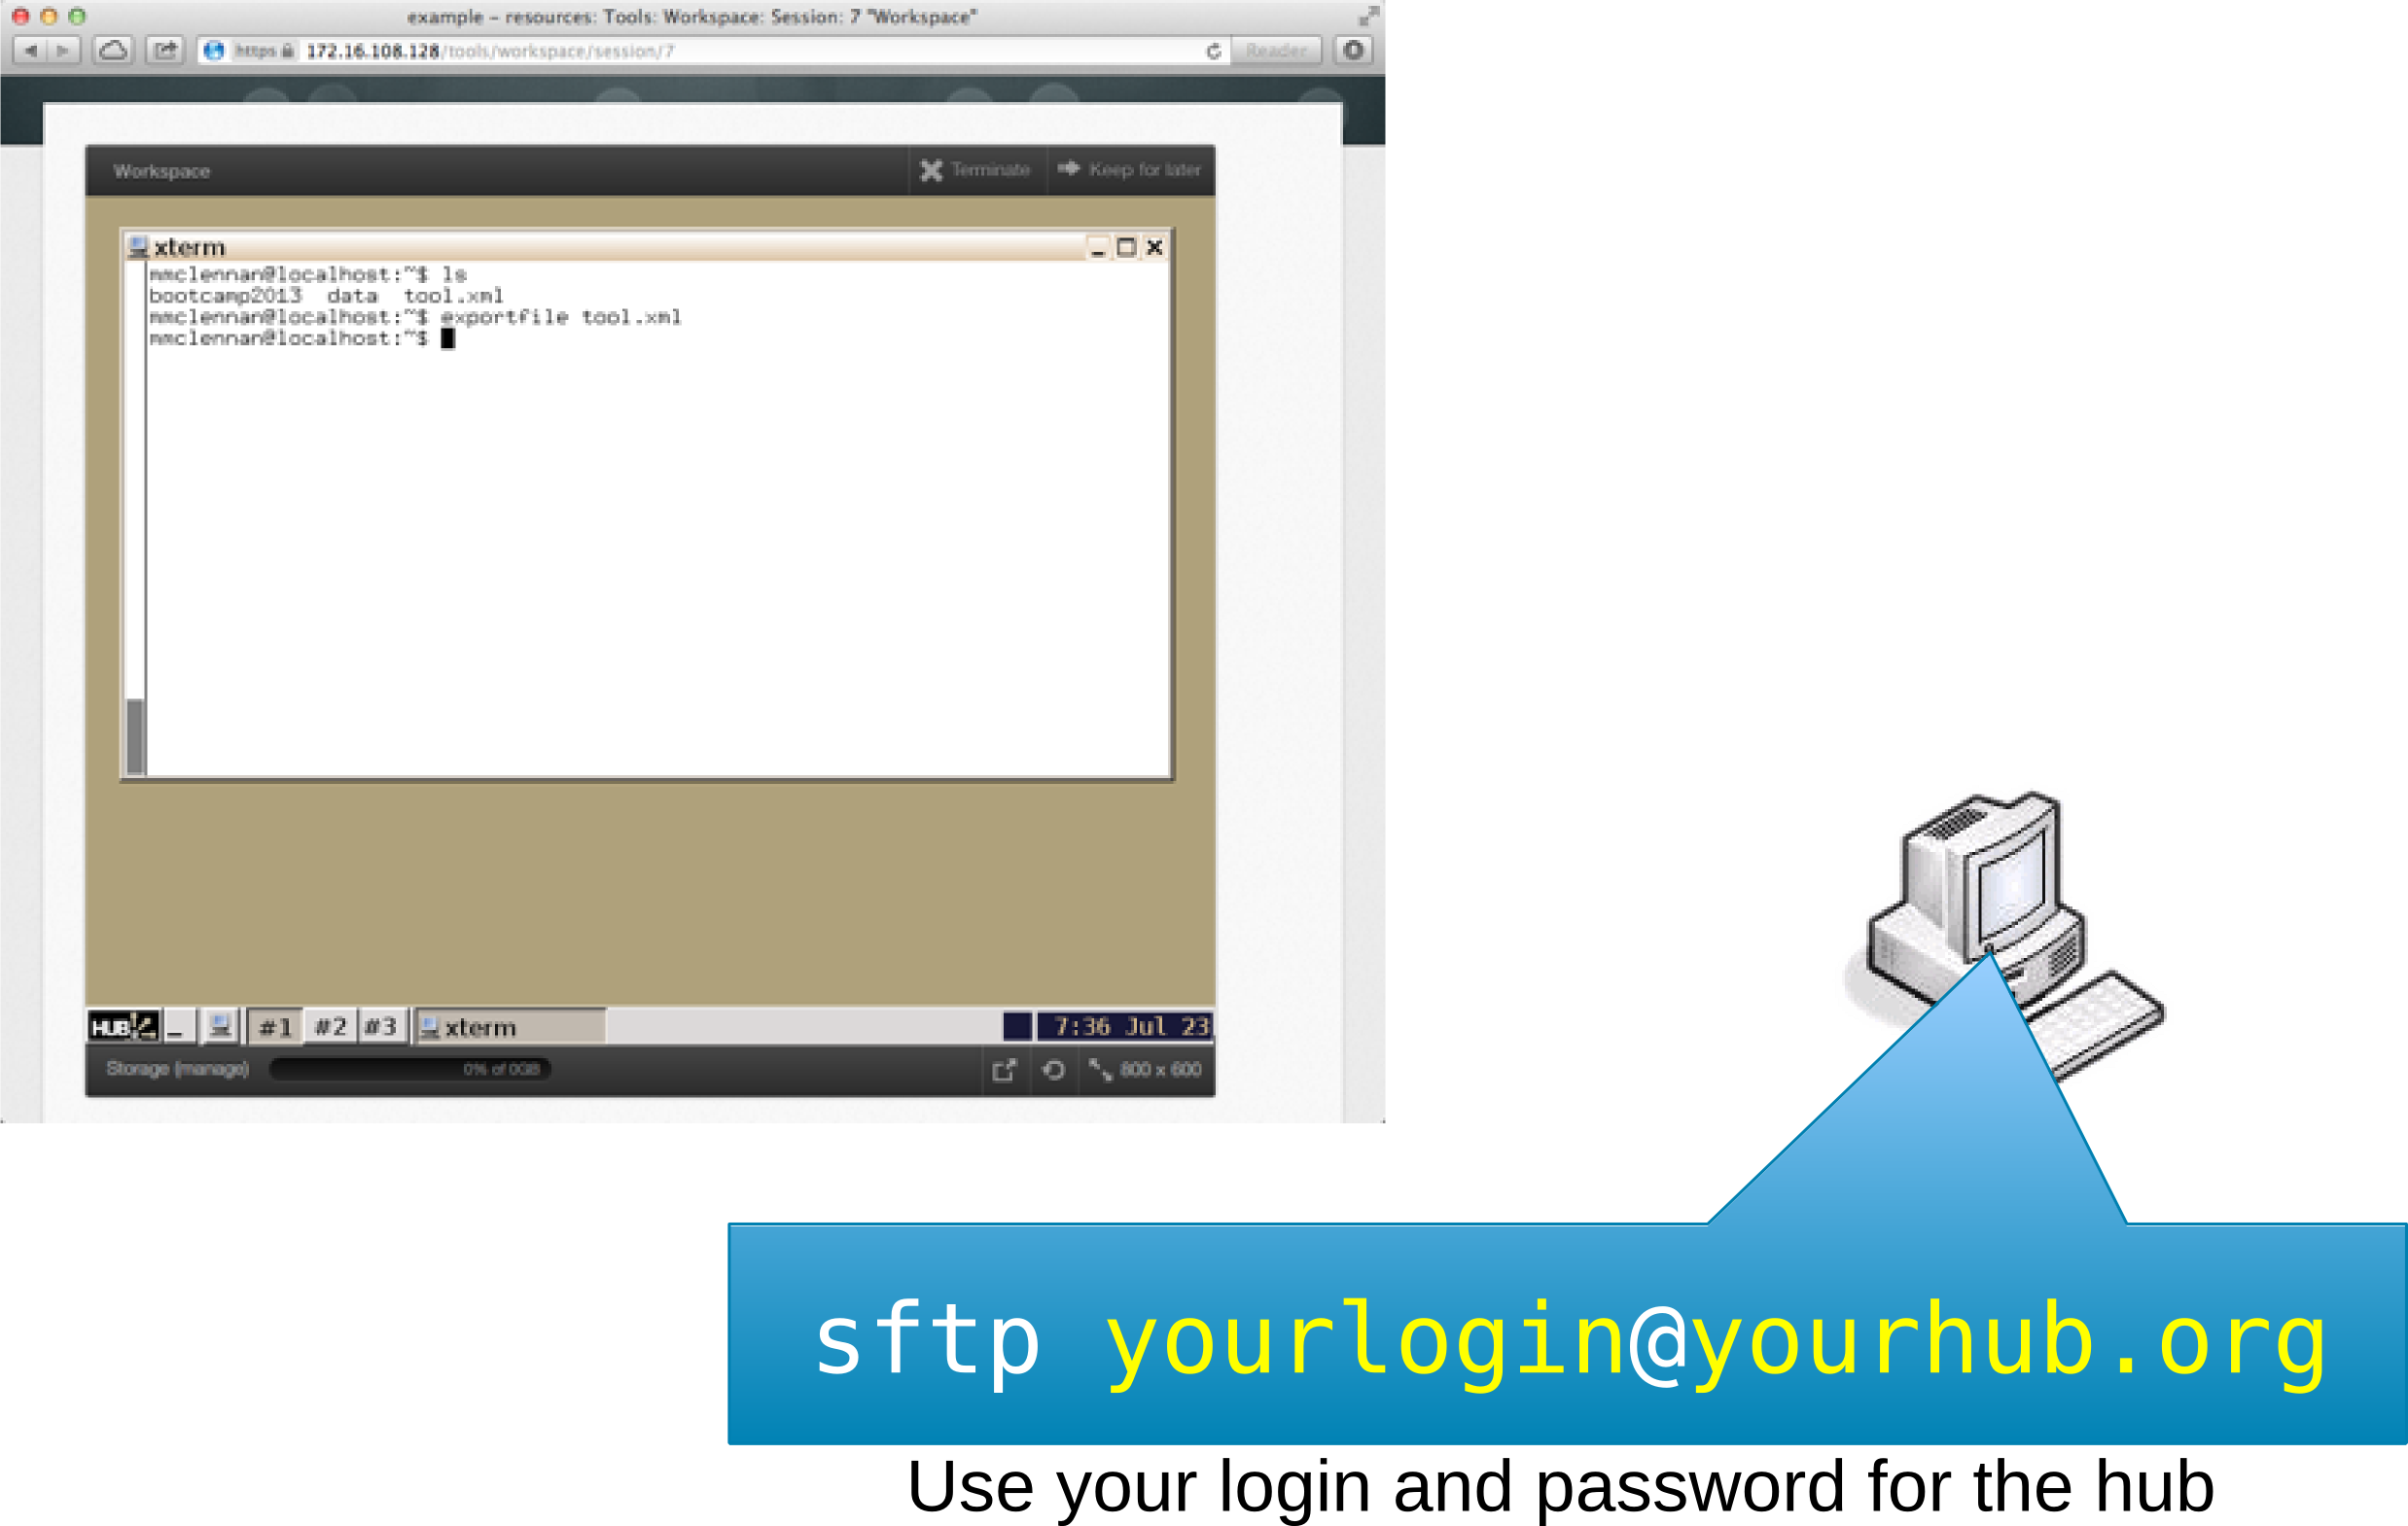 example – resources: Tools: Workspace: Session: 7 "Workspace"
https 172.16.108.128/tools/workspace/session/7 Reader
Workspace Terminate Keep for later
xterm
mmclennan@localhost:~$ ls
bootcamp2013 data tool.xml
mmclennan@localhost:~$ exportfile tool.xml
mmclennan@localhost:~$
HUB _ #1 #2 #3 xterm 7:36 Jul 23
Storage (manage) 0% of 0GB 800 x 600
sftp yourlogin@yourhub.org
Use your login and password for the hub